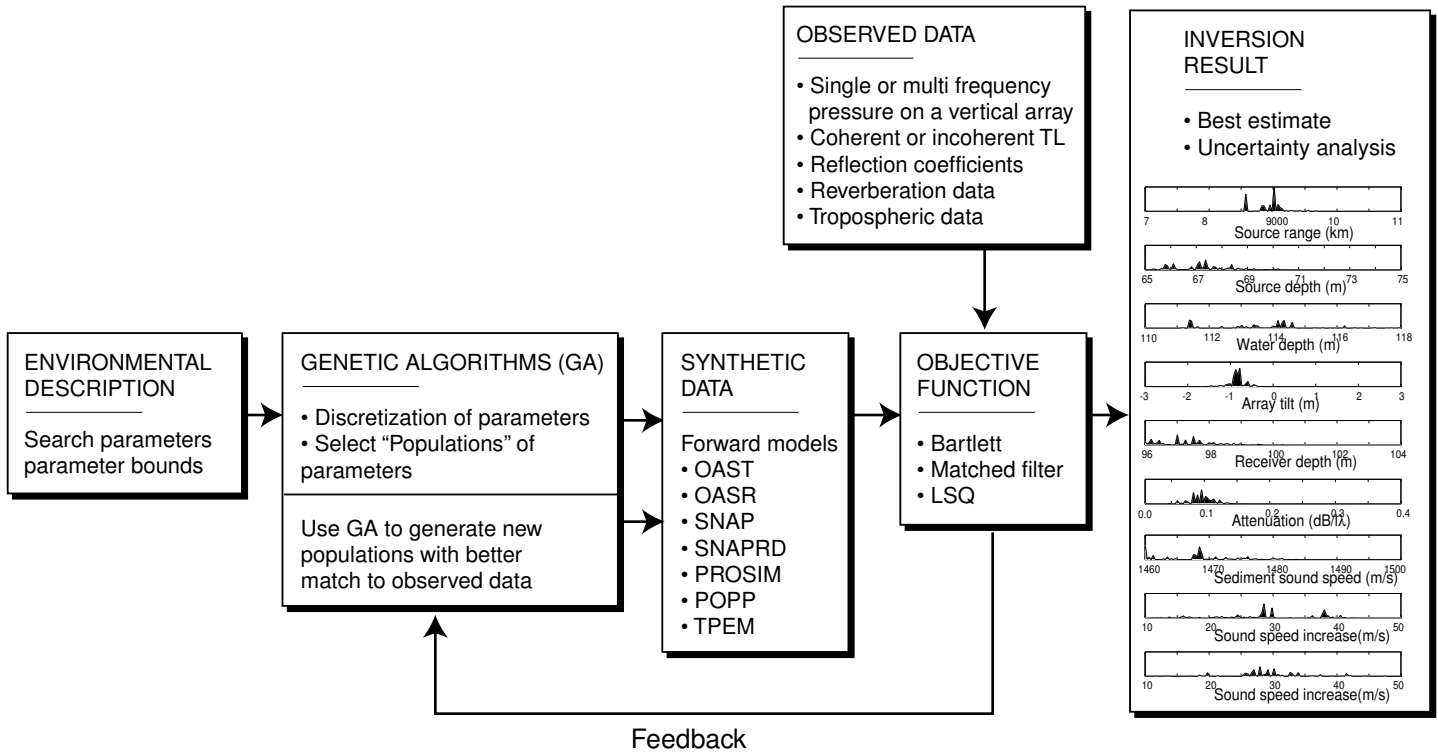 ENVIRONMENTAL
DESCRIPTION
Search parameters
parameter bounds
GENETIC ALGORITHMS (GA)
• Discretization of parameters
• Select “Populations” of
parameters
Use GA to generate new
populations with better
match to observed data
SYNTHETIC
DATA
Forward models
• OAST
• OASR
• SNAP
• SNAPRD
• PROSIM
• POPP
• TPEM
OBSERVED DATA
• Single or multi frequency
pressure on a vertical array
• Coherent or incoherent TL
• Reflection coefficients
• Reverberation data
• Tropospheric data
OBJECTIVE
FUNCTION
• Bartlett
• Matched filter
• LSQ
Feedback
INVERSION
RESULT
• Best estimate
• Uncertainty analysis
7 8 9000 10 11
Source range (km)
65 67 69 71 73 75
Source depth (m)
110 112 114 116 118
Water depth (m)
-3 -2 -1 0 1 2 3
Array tilt (m)
96 98 100 102 104
Receiver depth (m)
0.0 0.1 0.2 0.3 0.4
Attenuation (dB/lλ)
1460 1470 1480 1490 1500
Sediment sound speed (m/s)
10 20 30 40 50
Sound speed increase(m/s)
10 20 30 40 50
Sound speed increase(m/s)